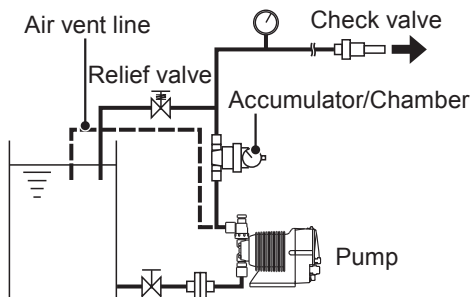 Air vent line
Check valve
Relief valve
Accumulator/Chamber
Pump